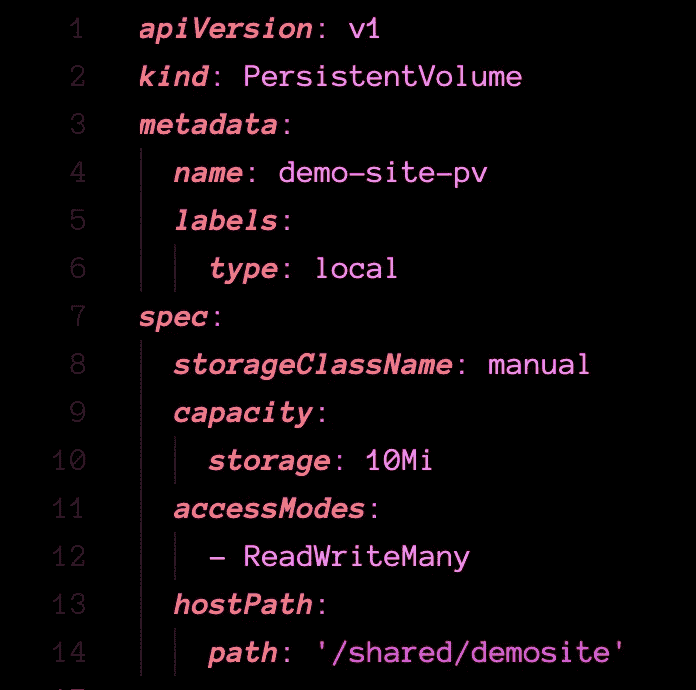 1 apiVersion: v1
2 kind: PersistentVolume
3 metadata:
4 name: demo-site-pv
5 labels:
6 type: local
7 spec:
8 storageClassName: manual
9 capacity:
10 storage: 10Mi
11 accessModes:
12 - ReadWriteMany
13 hostPath:
14 path: '/shared/demosite'